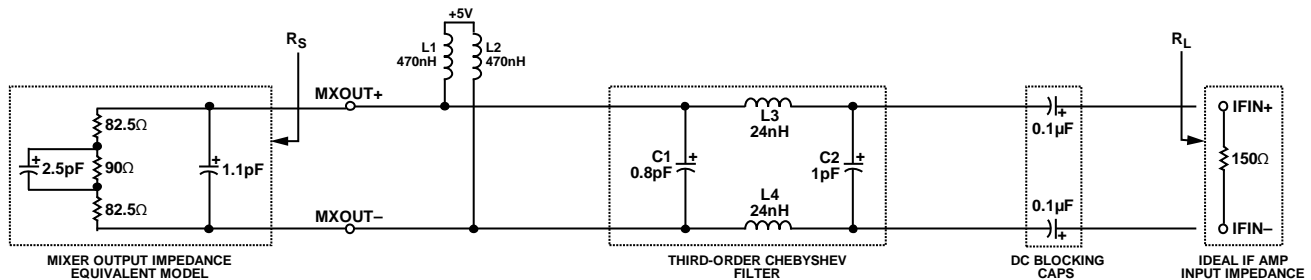 +5V
R_S
L1
470nH
L2
470nH
R_L
MXOUT+
82.5Ω
+
2.5pF
90Ω
+
1.1pF
82.5Ω
MXOUT–
L3
24nH
C1
0.8pF
+
C2
1pF
+
L4
24nH
+
0.1µF
0.1µF
+
IFIN+
150Ω
IFIN–
MIXER OUTPUT IMPEDANCE
EQUIVALENT MODEL
THIRD-ORDER CHEBYSHEV
FILTER
DC BLOCKING
CAPS
IDEAL IF AMP
INPUT IMPEDANCE